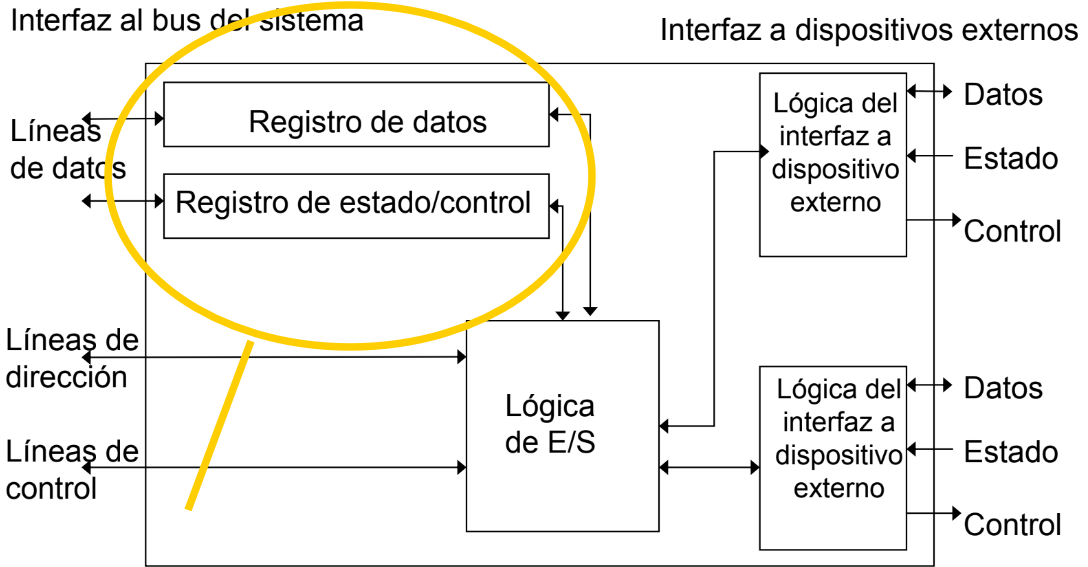 Interfaz al bus del sistema
Interfaz a dispositivos externos
Líneas
de datos
Registro de datos
Registro de estado/control
Lógica del
interfaz a
dispositivo
externo
Datos
Estado
Control
Líneas de
dirección
Líneas de
control
Lógica
de E/S
Lógica del
interfaz a
dispositivo
externo
Datos
Estado
Control